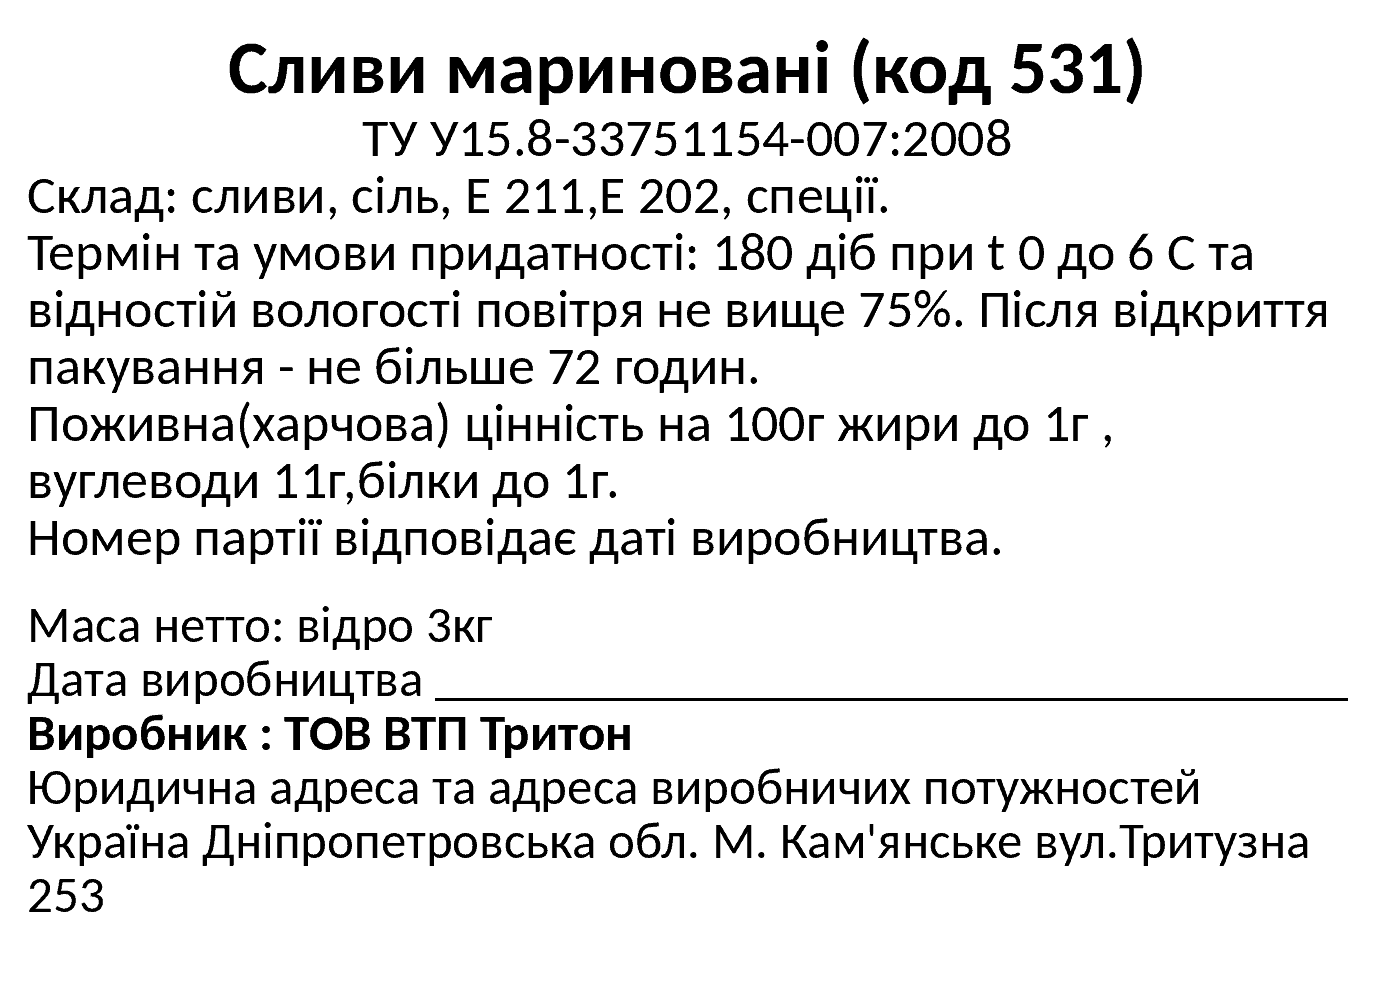 Сливи мариновані (код 531)
ТУ У15.8-33751154-007:2008
Склад: сливи, сіль, Е 211,Е 202, спеції.
Термін та умови придатності: 180 діб при t 0 до 6 С та
відностій вологості повітря не вище 75%. Після відкриття
пакування - не більше 72 годин.
Поживна(харчова) цінність на 100г жири до 1г ,
вуглеводи 11г,білки до 1г.
Номер партії відповідає даті виробництва.
Маса нетто: відро 3кг
Дата виробництва ______________________________________
Виробник : ТОВ ВТП Тритон
Юридична адреса та адреса виробничих потужностей
Україна Дніпропетровська обл. М. Кам'янське вул.Тритузна
253